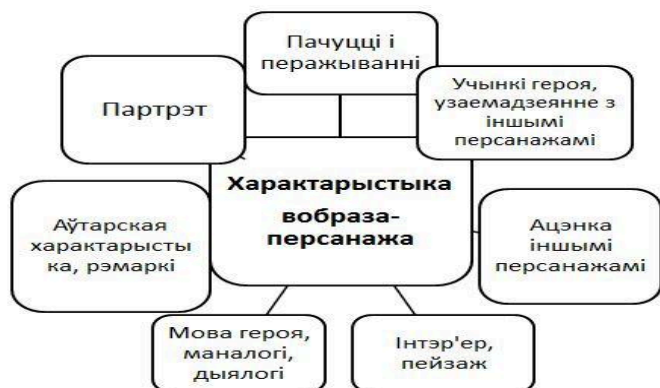 Пачуцці і
перажыванні
Партрэт
Учынкі героя,
узаемадзеянне з
іншымі
персанажамі
Характарыстыка
вобраза-
персанажа
Аўтарская
характарысты
ка, рэмаркі
Ацэнка
іншымі
персанажамі
Мова героя,
маналогі,
дыялогі
Інтэр'ер,
пейзаж